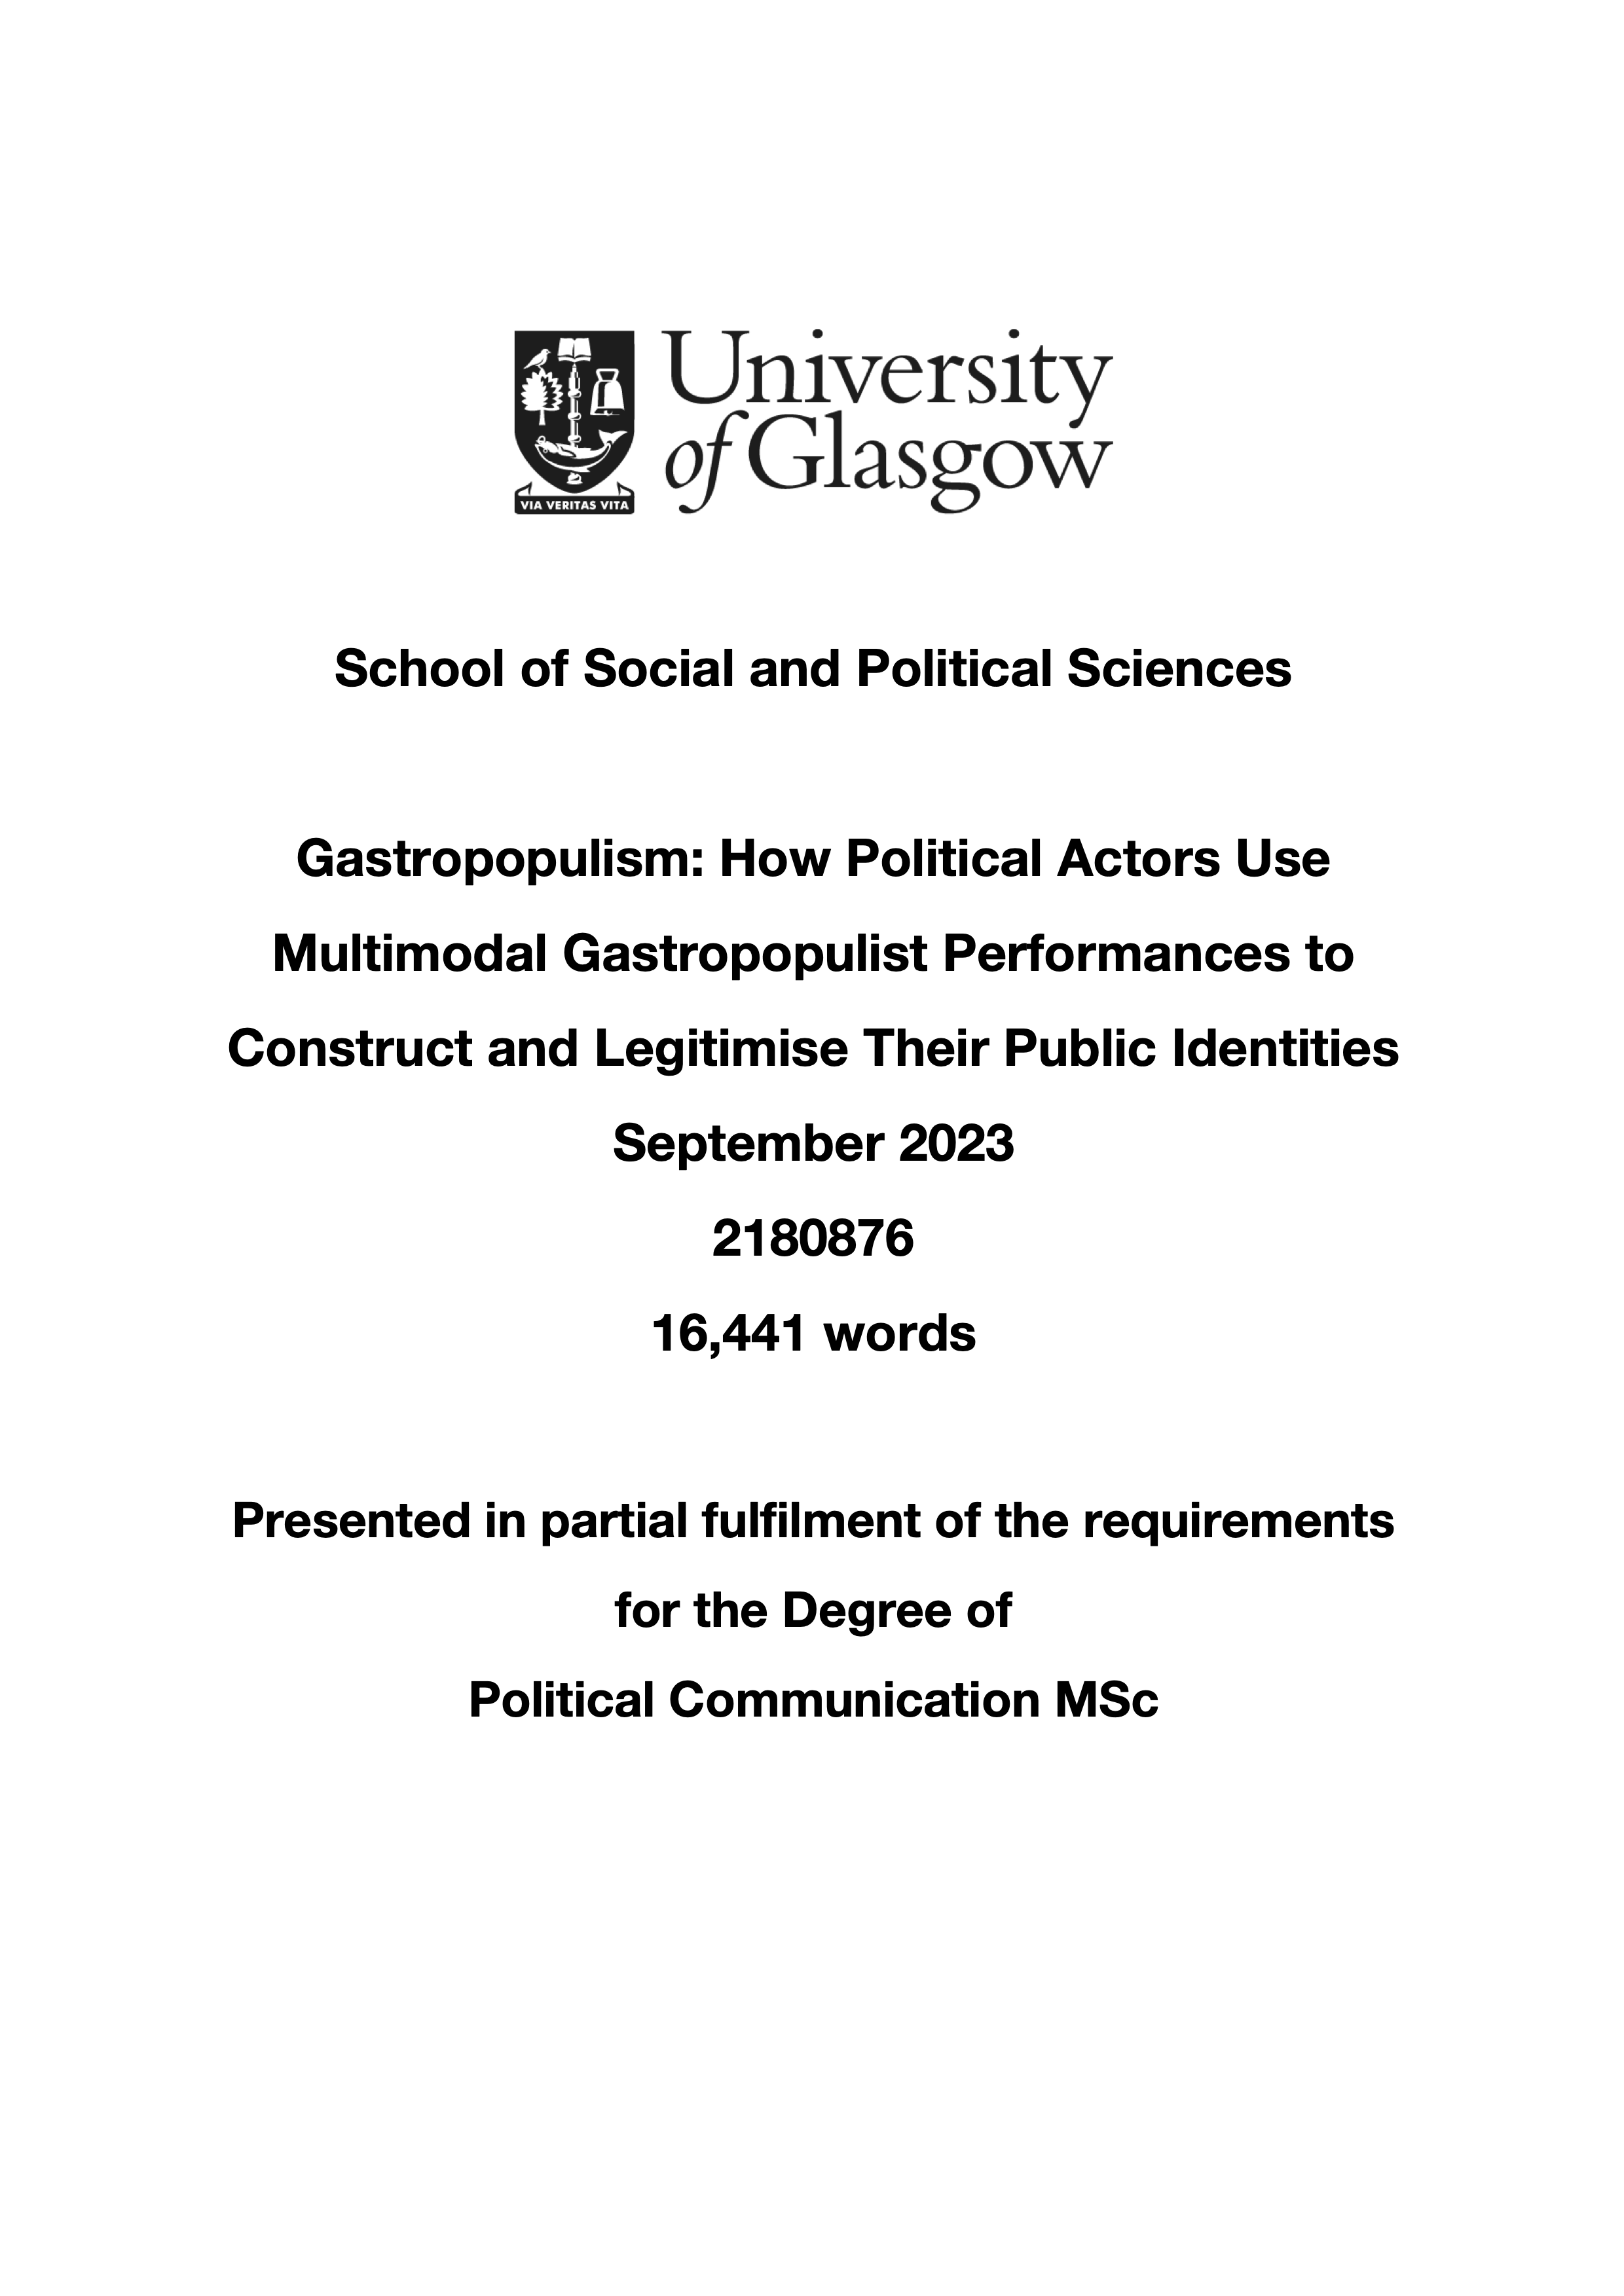 University
of Glasgow
VIA VERITAS VITA
School of Social and Political Sciences
Gastropopulism: How Political Actors Use
Multimodal Gastropopulist Performances to
Construct and Legitimise Their Public Identities
September 2023
2180876
16,441 words
Presented in partial fulfilment of the requirements
for the Degree of
Political Communication MSc